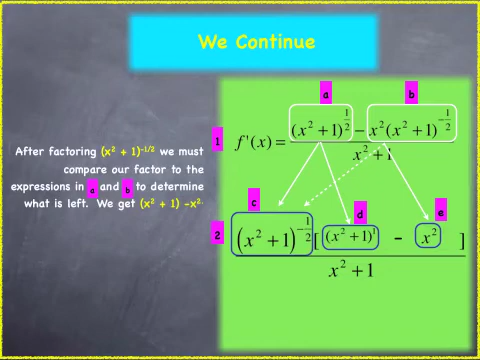 We Continue
After factoring (x² + 1)^-1/2 we must
compare our factor to the
expressions in a and b to determine
what is left. We get (x² + 1) -x².
a b
1 f'(x) = ((x² + 1)^(1/2) − x²(x² + 1)^(-1/2)) / (x² + 1)
c d e
2 (x² + 1)^(-1/2) [(x² + 1)¹ - x² ] / (x² + 1)